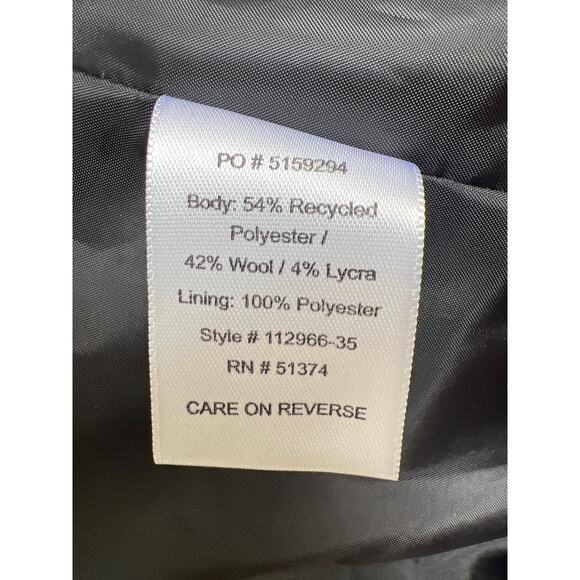 PO # 5159294
Body: 54% Recycled
Polyester /
42% Wool / 4% Lycra
Lining: 100% Polyester
Style # 112966-35
RN # 51374
CARE ON REVERSE